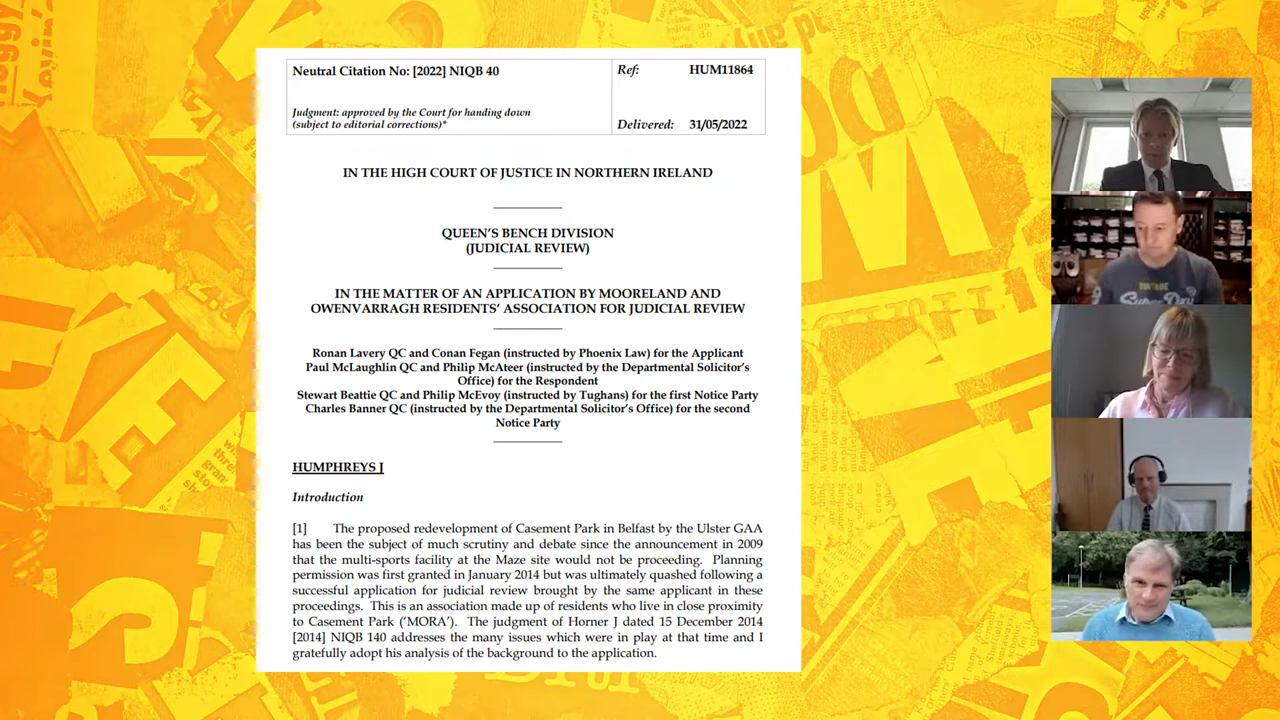 Neutral Citation No: [2022] NIQB 40
Ref: HUM11864
Judgment: approved by the Court for handing down
(subject to editorial corrections)*
Delivered: 31/05/2022
IN THE HIGH COURT OF JUSTICE IN NORTHERN IRELAND
QUEEN'S BENCH DIVISION
(JUDICIAL REVIEW)
IN THE MATTER OF AN APPLICATION BY MOORELAND AND
OWENVARRAGH RESIDENTS' ASSOCIATION FOR JUDICIAL REVIEW
Ronan Lavery QC and Conan Fegan (instructed by Phoenix Law) for the Applicant
Paul McLaughlin QC and Philip McAteer (instructed by the Departmental Solicitor's
Office) for the Respondent
Stewart Beattie QC and Philip McEvoy (instructed by Tughans) for the first Notice Party
Charles Banner QC (instructed by the Departmental Solicitor's Office) for the second
Notice Party
HUMPHREYS J
Introduction
[1] The proposed redevelopment of Casement Park in Belfast by the Ulster GAA
has been the subject of much scrutiny and debate since the announcement in 2009
that the multi-sports facility at the Maze site would not be proceeding. Planning
permission was first granted in January 2014 but was ultimately quashed following a
successful application for judicial review brought by the same applicant in these
proceedings. This is an association made up of residents who live in close proximity
to Casement Park ('MORA'). The judgment of Horner J dated 15 December 2014
[2014] NIQB 140 addresses the many issues which were in play at that time and I
gratefully adopt his analysis of the background to the application.
VINTAGE
Super Dry